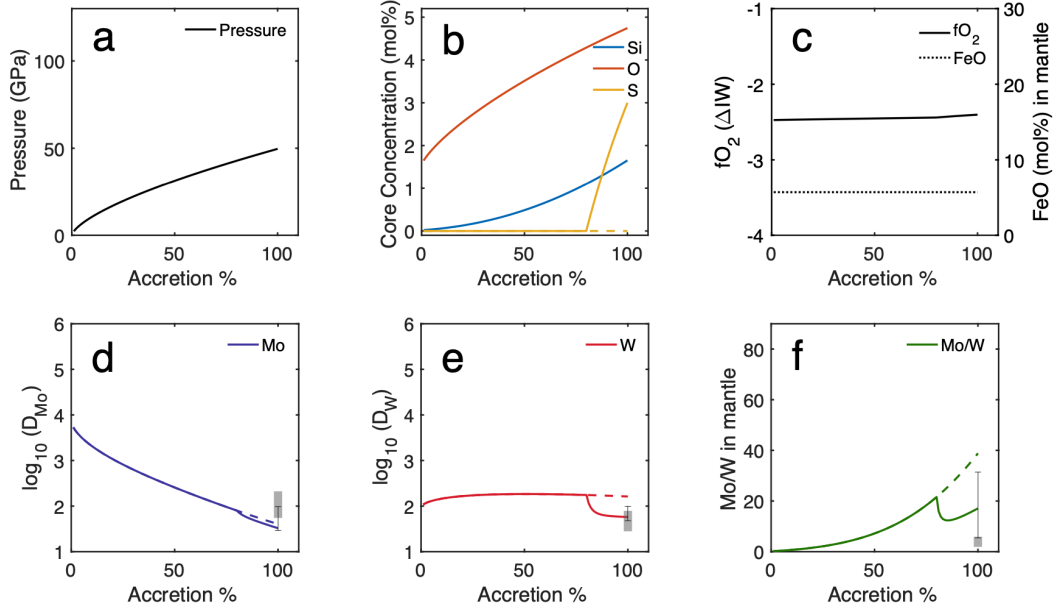 a
Pressure
100
50
0
Pressure (GPa)
0 50 100
Accretion %
b
Si
O
S
5
4
3
2
1
0
Core Concentration (mol%)
0 50 100
Accretion %
c
fO2
FeO
-1
-2
-3
-4
fO2 (ΔIW)
30
20
10
0
FeO (mol%) in mantle
0 50 100
Accretion %
d
Mo
6
5
4
3
2
1
log10 (DMo)
0 50 100
Accretion %
e
W
6
5
4
3
2
1
log10 (DW)
0 50 100
Accretion %
f
Mo/W
80
60
40
20
0
Mo/W in mantle
0 50 100
Accretion %